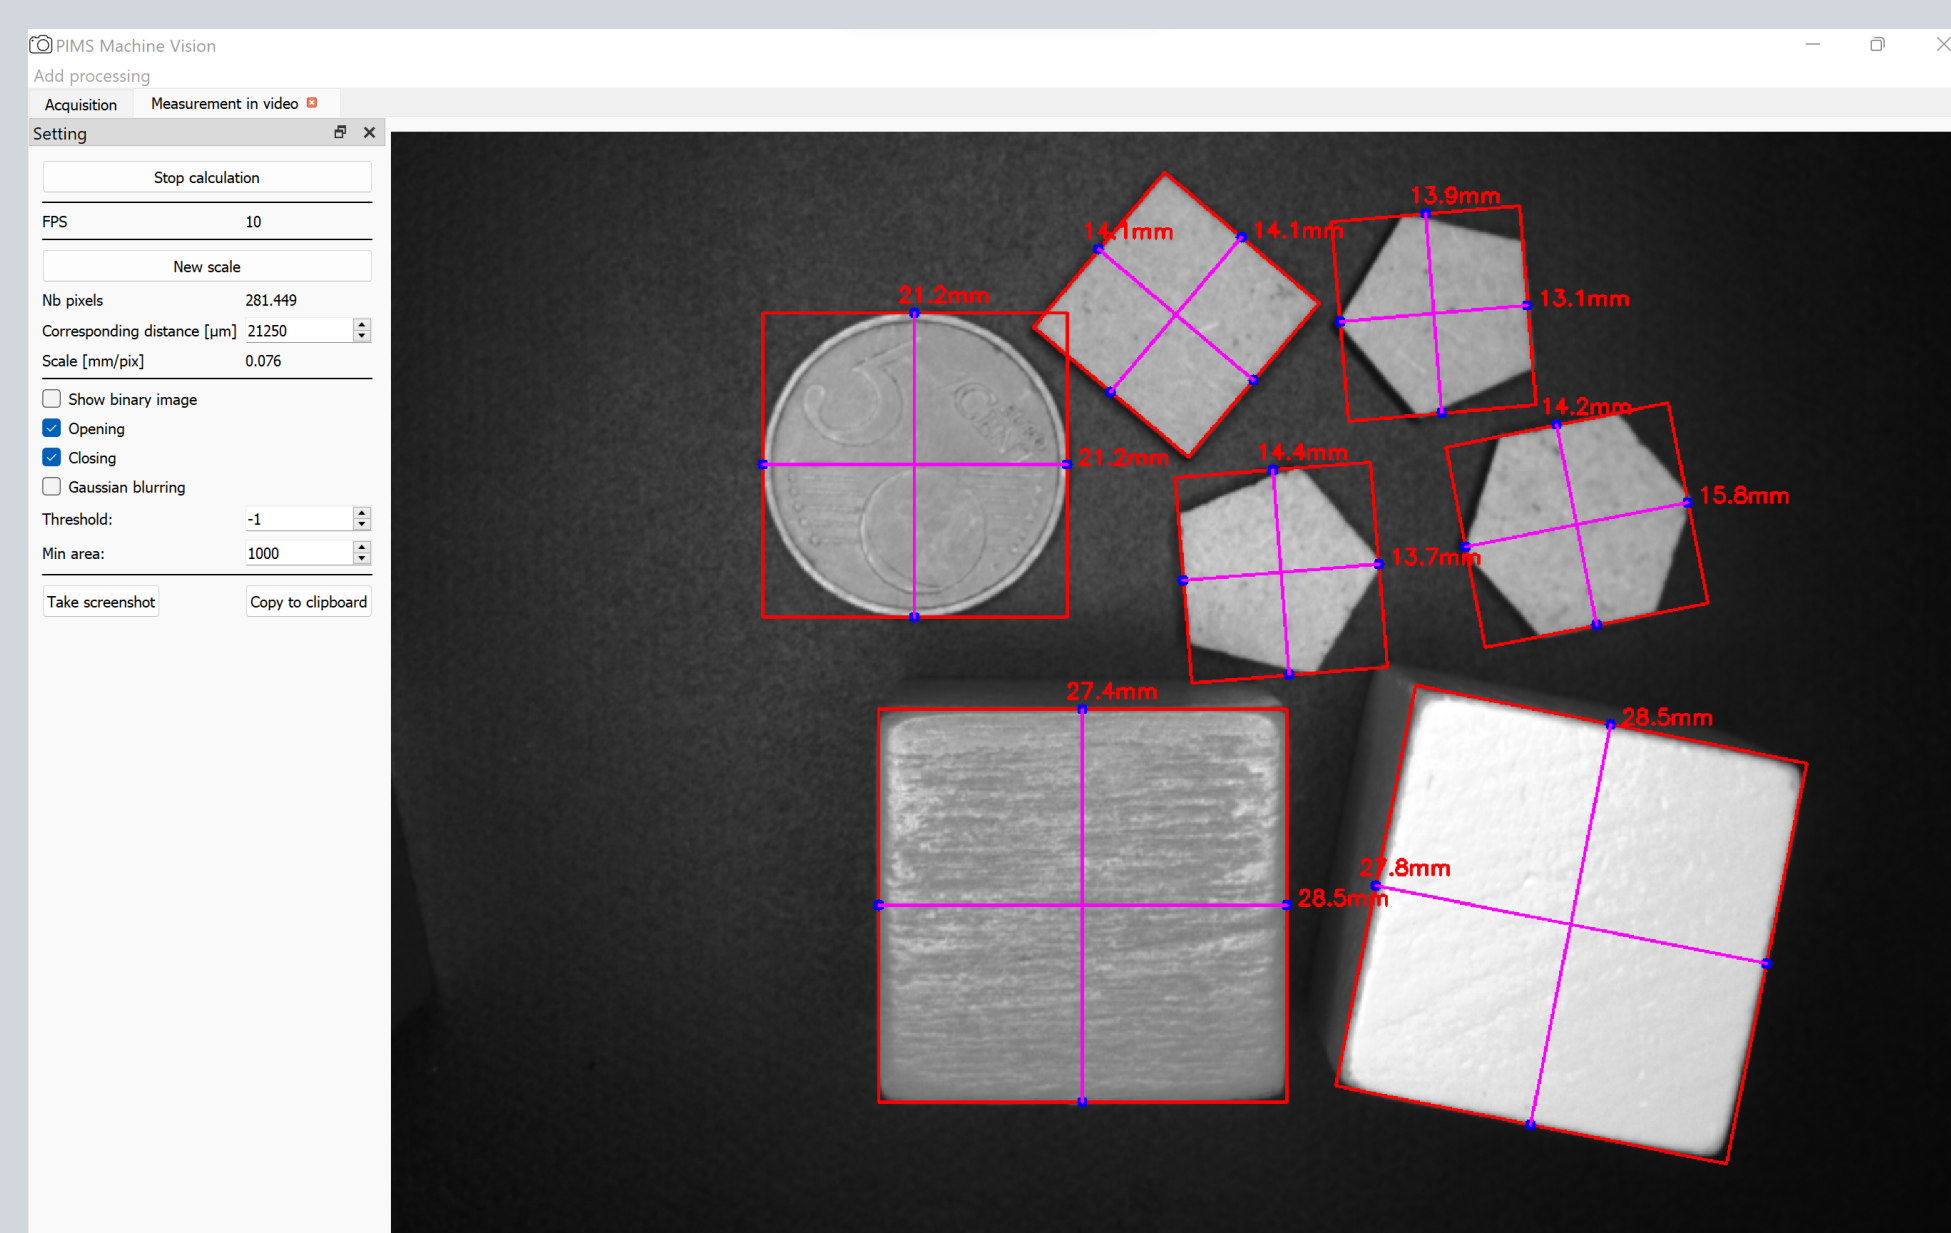 PIMS Machine Vision
Add processing
Acquisition
Measurement in video
Setting
Stop calculation
FPS 10
New scale
Nb pixels 281.449
Corresponding distance [µm] 21250
Scale [mm/pix] 0.076
Show binary image
Opening
Closing
Gaussian blurring
Threshold: -1
Min area: 1000
Take screenshot
Copy to clipboard
13.9mm
14.1mm
14.1mm
21.2mm
13.1mm
14.2mm
14.4mm
21.2mm
15.8mm
13.7mm
27.4mm
28.5mm
27.8mm
28.5mm
5
CENT